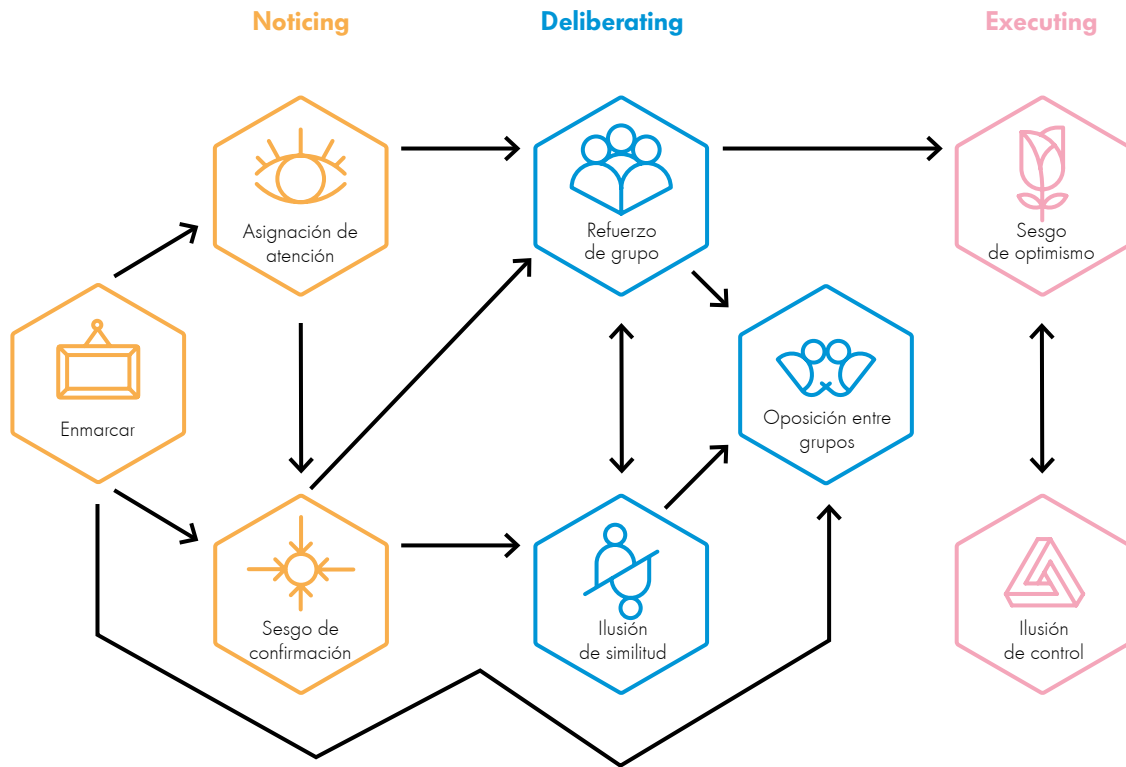 Noticing
Deliberating
Executing
Asignación de
atención
Refuerzo
de grupo
Sesgo
de optimismo
Enmarcar
Oposición entre
grupos
Sesgo de
confirmación
Ilusión
de similitud
Ilusión
de control